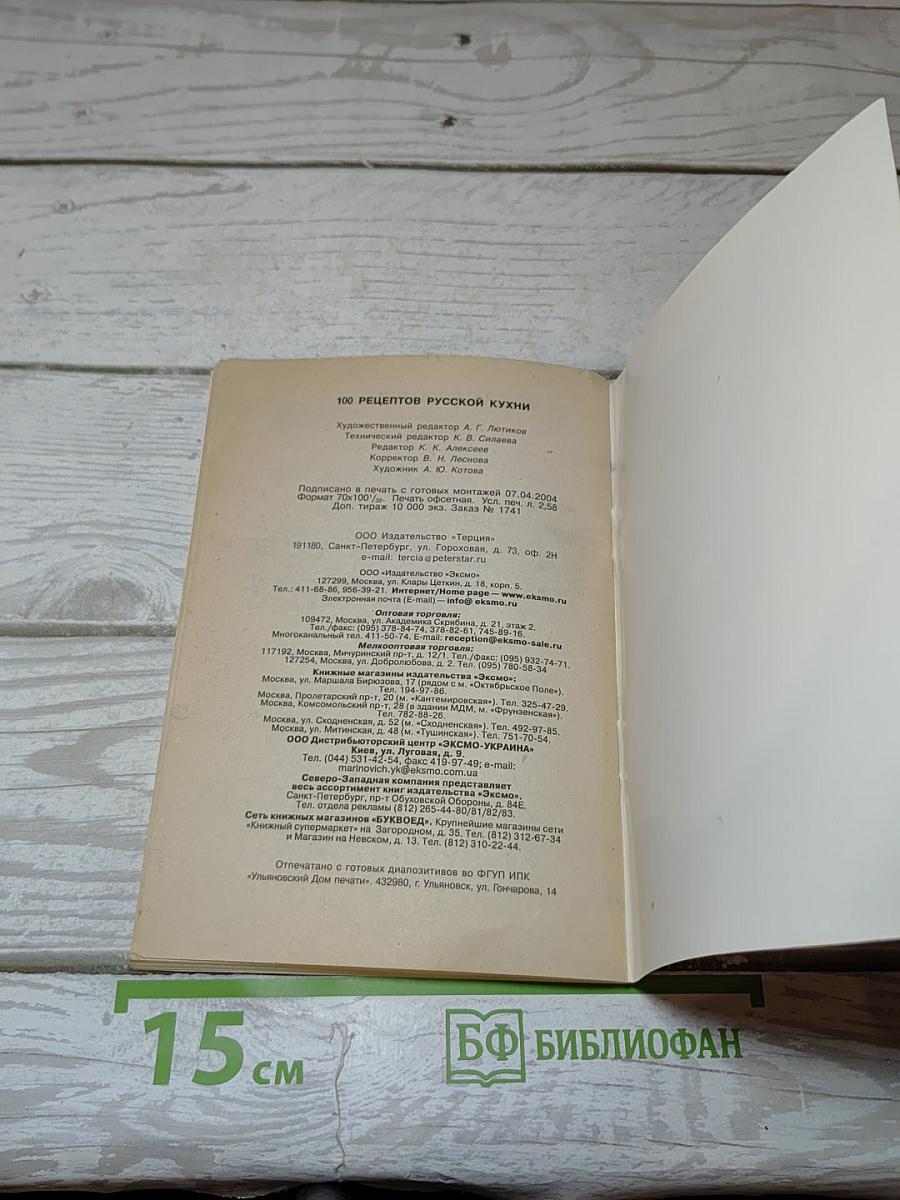 100 РЕЦЕПТОВ РУССКОЙ КУХНИ
Художественный редактор А. Г. Лютиков
Технический редактор К. В. Силаева
Редактор К. К. Алексеев
Корректор В. Н. Леснова
Художник А. Ю. Котова
Подписано в печать с готовых монтажей 07.04.2004
Формат 70х100¹/₃₂. Печать офсетная. Усл. печ. л. 2,58
Доп. тираж 10 000 экз. Заказ № 1741
ООО Издательство «Терция»
191180, Санкт-Петербург, ул. Гороховая, д. 73, оф. 2Н
e-mail: tercia@peterstar.ru
ООО «Издательство «Эксмо»
127299, Москва, ул. Клары Цеткин, д. 18, корп. 5.
Тел.: 411-68-86, 956-39-21. Интернет/Home page — www.eksmo.ru
Электронная почта (E-mail) — info@ eksmo.ru
Оптовая торговля:
109472, Москва, ул. Академика Скрябина, д. 21, этаж 2.
Тел./факс: (095) 378-84-74, 378-82-61, 745-89-16.
Многоканальный тел. 411-50-74. E-mail: reception@eksmo-sale.ru
Мелкооптовая торговля:
117192, Москва, Мичуринский пр-т, д. 12/1. Тел./факс: (095) 932-74-71.
127254, Москва, ул. Добролюбова, д. 2. Тел. (095) 780-58-34
Книжные магазины издательства «Эксмо»:
Москва, ул. Маршала Бирюзова, 17 (рядом с м. «Октябрьское Поле»).
Тел. 194-97-86.
Москва, Пролетарский пр-т, 20 (м. «Кантемировская»). Тел. 325-47-29.
Москва, Комсомольский пр-т, 28 (в здании МДМ, м. «Фрунзенская»).
Тел. 782-88-26.
Москва, ул. Сходненская, д. 52 (м. «Сходненская»). Тел. 492-97-85.
Москва, ул. Митинская, д. 48 (м. «Тушинская»). Тел. 751-70-54.
ООО Дистрибьюторский центр «ЭКСМО-УКРАИНА»
Киев, ул. Луговая, д. 9.
Тел. (044) 531-42-54, факс 419-97-49; e-mail:
marinovich.yk@eksmo.com.ua
Северо-Западная компания представляет
весь ассортимент книг издательства «Эксмо».
Санкт-Петербург, пр-т Обуховской Обороны, д. 84Е.
Тел. отдела рекламы (812) 265-44-80/81/82/83.
Сеть книжных магазинов «БУКВОЕД». Крупнейшие магазины сети
«Книжный супермаркет» на Загородном, д. 35. Тел. (812) 312-67-34
и Магазин на Невском, д. 13. Тел. (812) 310-22-44.
Отпечатано с готовых диапозитивов во ФГУП ИПК
«Ульяновский Дом печати». 432980, г. Ульяновск, ул. Гончарова, 14
15 см
БФ БИБЛИОФАН